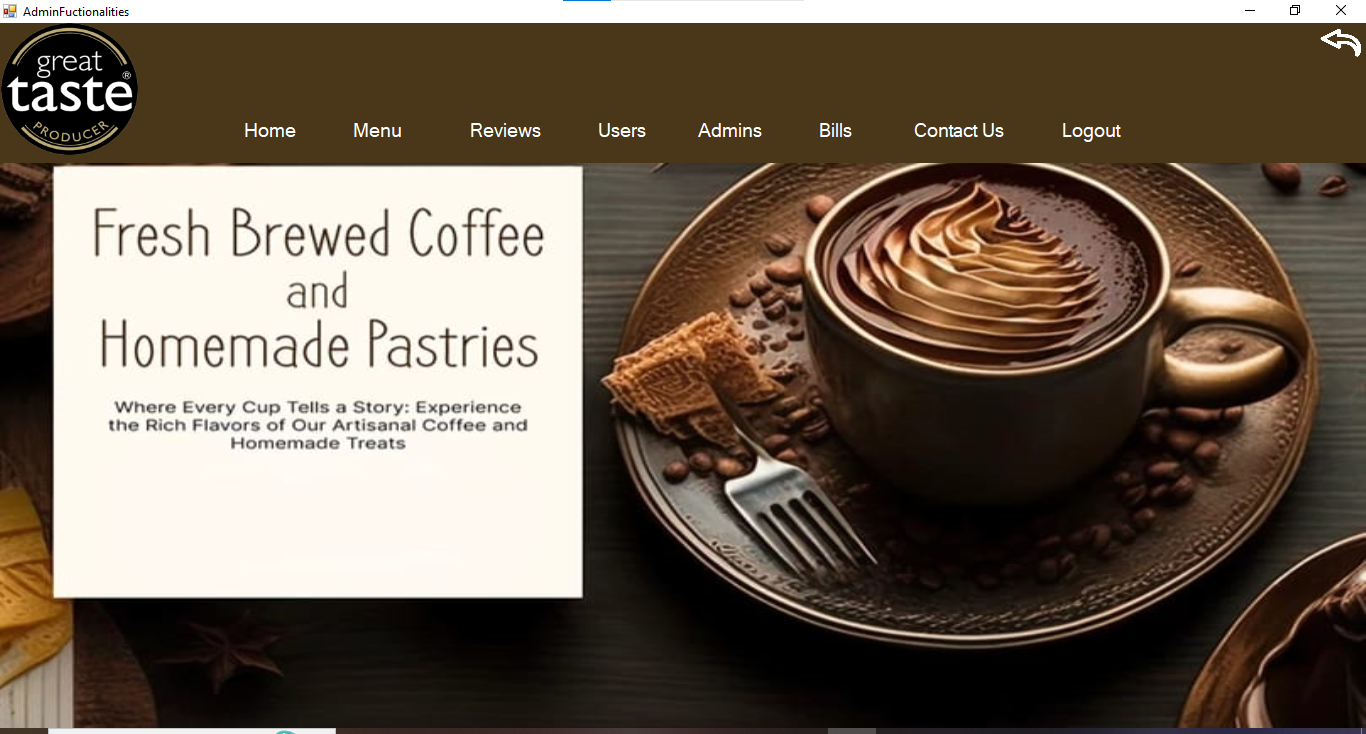 AdminFuctionalities
great
taste
®
PRODUCER
Home Menu Reviews Users Admins Bills Contact Us Logout
Fresh Brewed Coffee
and
Homemade Pastries
Where Every Cup Tells a Story: Experience
the Rich Flavors of Our Artisanal Coffee and
Homemade Treats